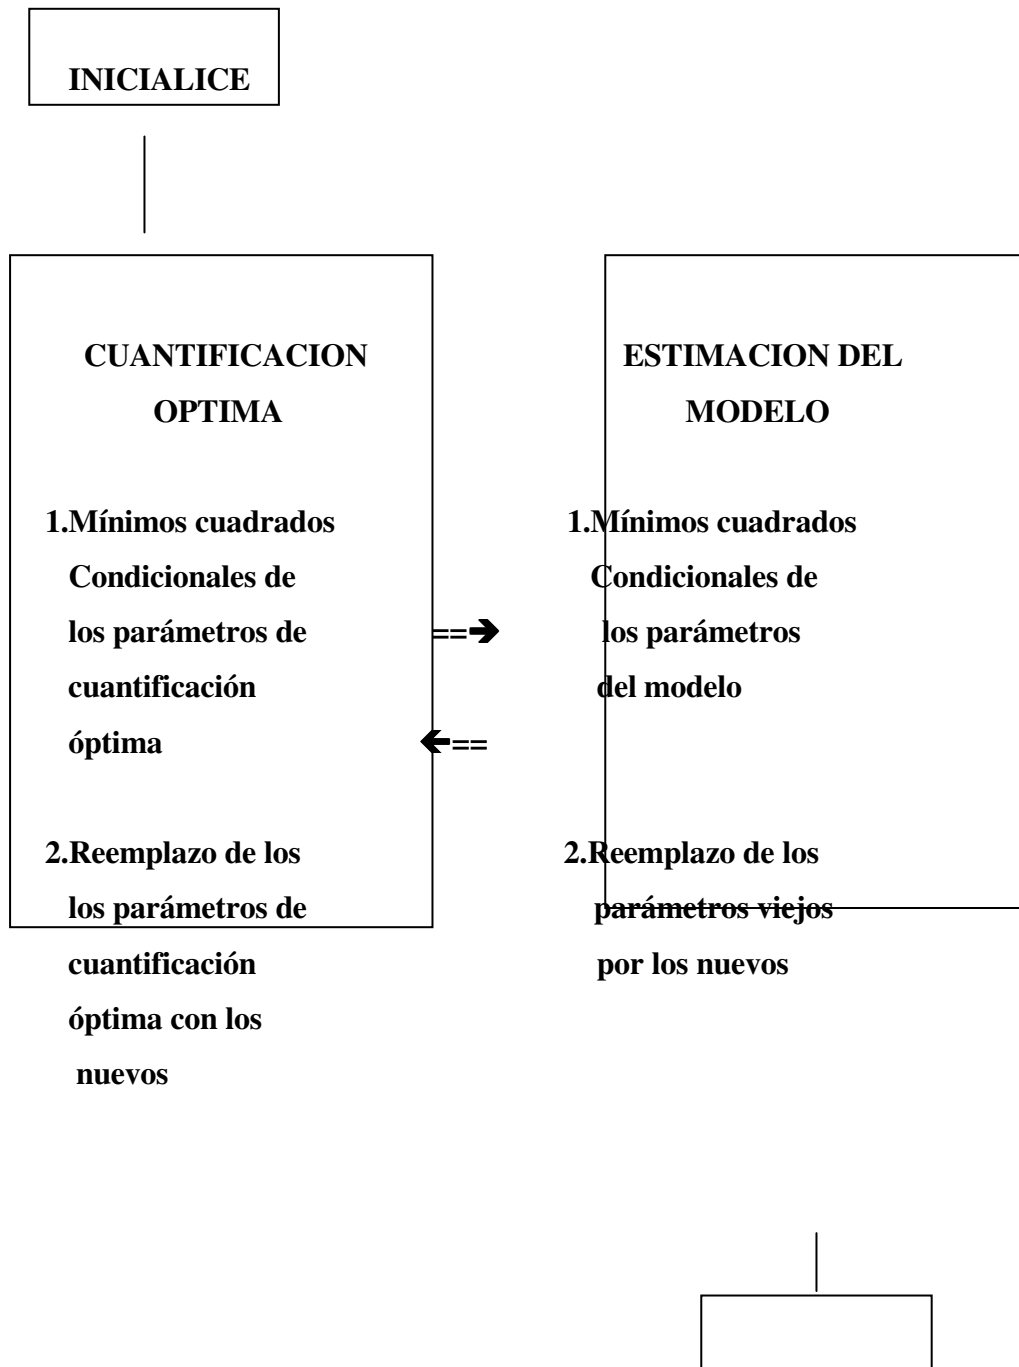 INICIALICE
CUANTIFICACION
OPTIMA
1.Mínimos cuadrados
Condicionales de
los parámetros de
cuantificación
óptima
2.Reemplazo de los
los parámetros de
cuantificación
óptima con los
nuevos
==➔
🡸==
ESTIMACION DEL
MODELO
1.Mínimos cuadrados
Condicionales de
los parámetros
del modelo
2.Reemplazo de los
parámetros viejos
por los nuevos